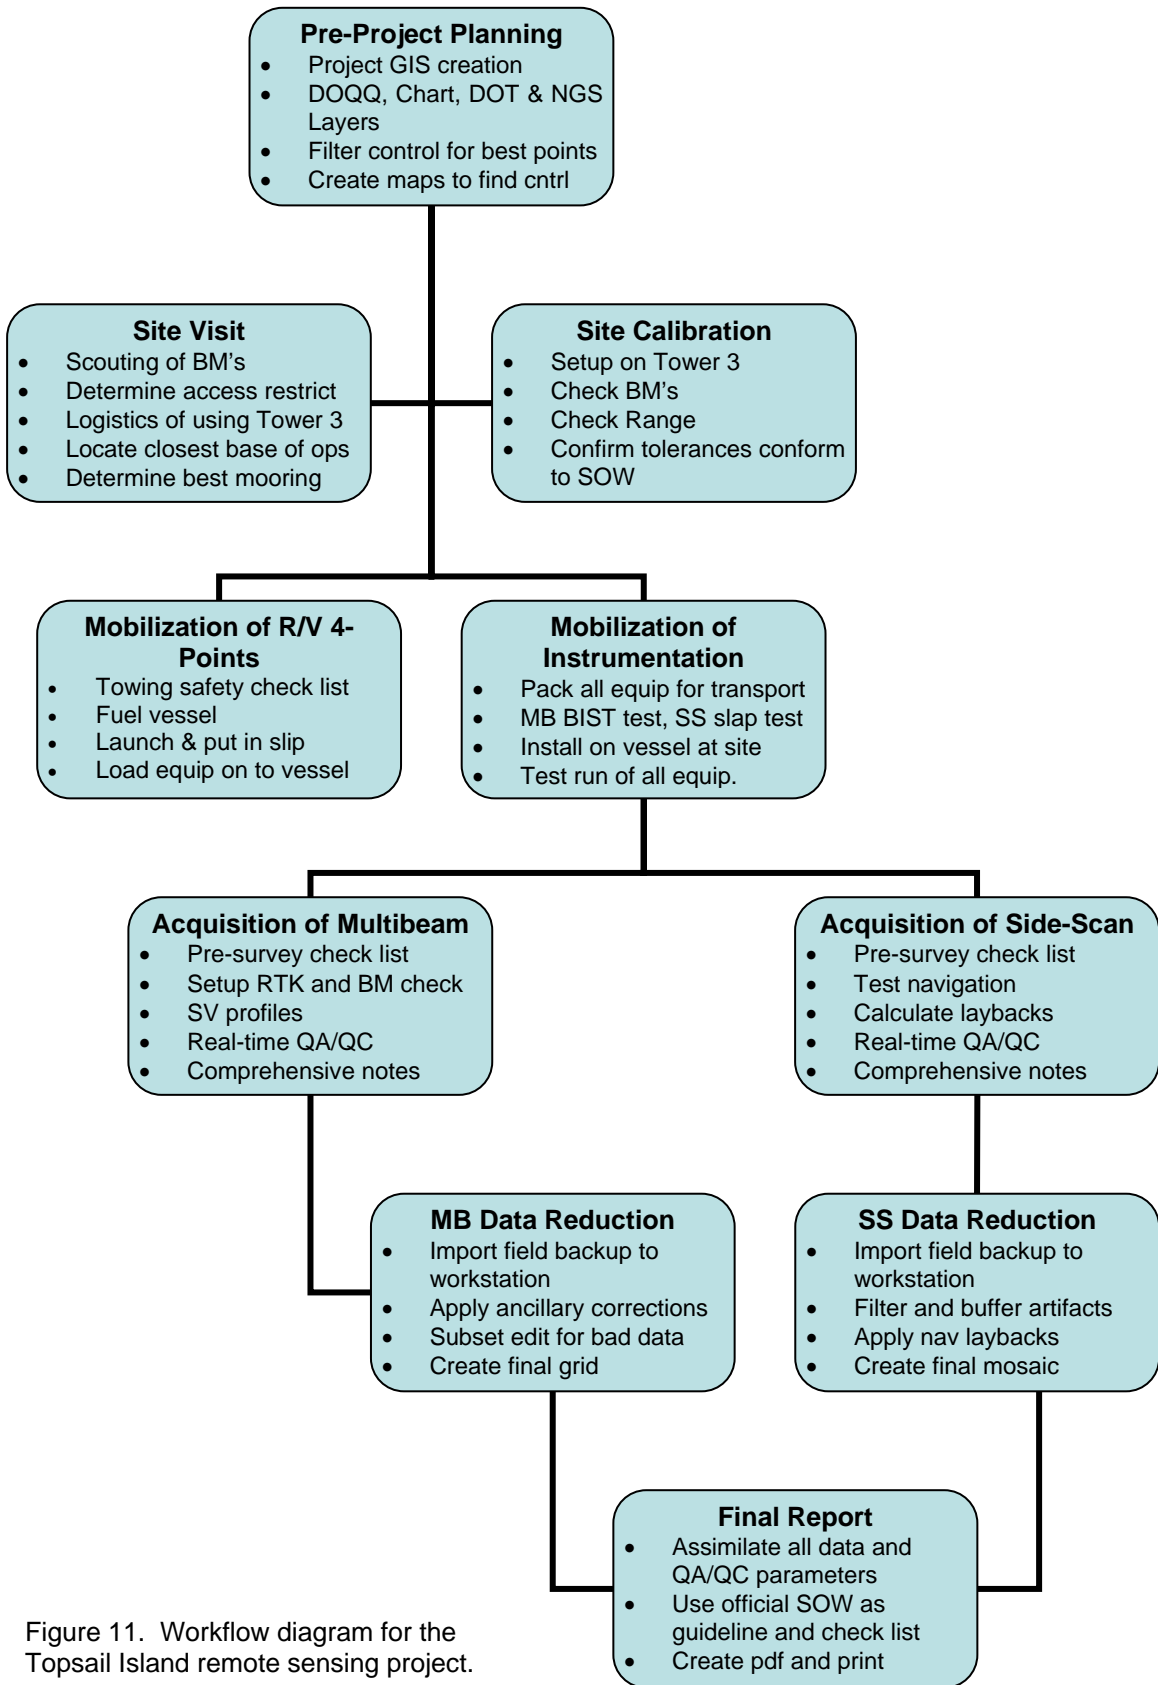 Pre-Project Planning
• Project GIS creation
• DOQQ, Chart, DOT & NGS
Layers
• Filter control for best points
• Create maps to find cntrl
Site Visit
• Scouting of BM's
• Determine access restrict
• Logistics of using Tower 3
• Locate closest base of ops
• Determine best mooring
Site Calibration
• Setup on Tower 3
• Check BM's
• Check Range
• Confirm tolerances conform
to SOW
Mobilization of R/V 4-
Points
• Towing safety check list
• Fuel vessel
• Launch & put in slip
• Load equip on to vessel
Mobilization of
Instrumentation
• Pack all equip for transport
• MB BIST test, SS slap test
• Install on vessel at site
• Test run of all equip.
Acquisition of Multibeam
• Pre-survey check list
• Setup RTK and BM check
• SV profiles
• Real-time QA/QC
• Comprehensive notes
Acquisition of Side-Scan
• Pre-survey check list
• Test navigation
• Calculate laybacks
• Real-time QA/QC
• Comprehensive notes
MB Data Reduction
• Import field backup to
workstation
• Apply ancillary corrections
• Subset edit for bad data
• Create final grid
SS Data Reduction
• Import field backup to
workstation
• Filter and buffer artifacts
• Apply nav laybacks
• Create final mosaic
Final Report
• Assimilate all data and
QA/QC parameters
• Use official SOW as
guideline and check list
• Create pdf and print
Figure 11. Workflow diagram for the
Topsail Island remote sensing project.